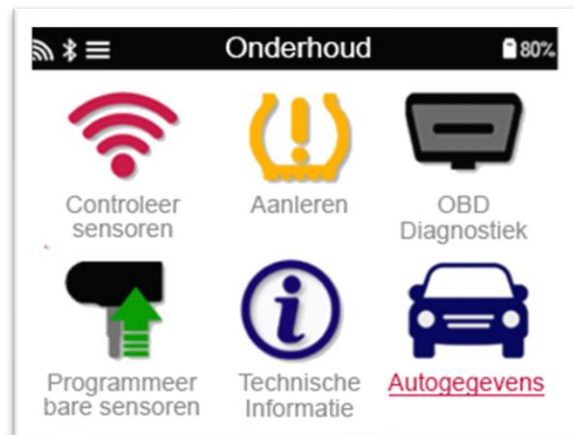 Onderhoud
80%
Controleer
sensoren
Aanleren
OBD
Diagnostiek
Programmeer
bare sensoren
Technische
Informatie
Autogegevens